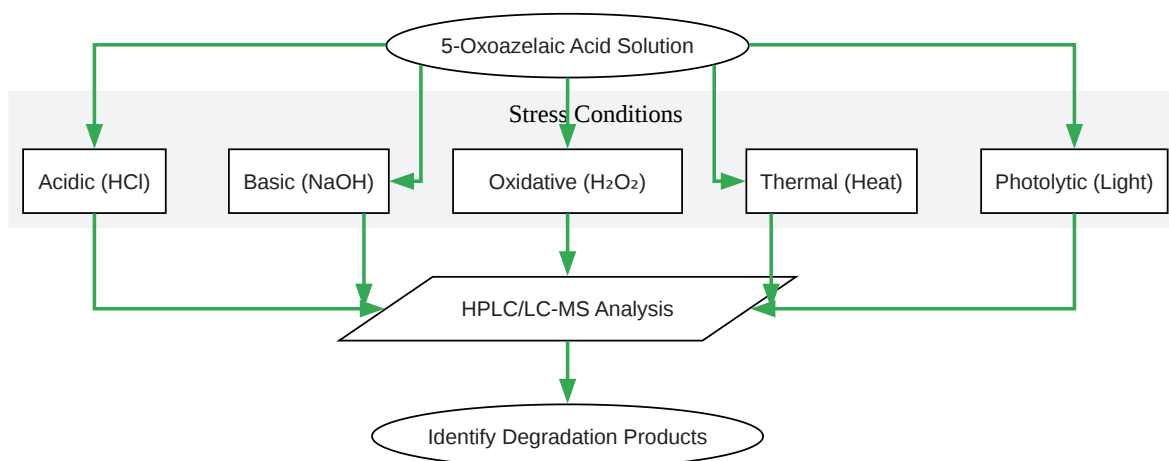 5-Oxoazelaic Acid Solution
Stress Conditions
Acidic (HCl)
Basic (NaOH)
Oxidative (H₂O₂)
Thermal (Heat)
Photolytic (Light)
HPLC/LC-MS Analysis
Identify Degradation Products